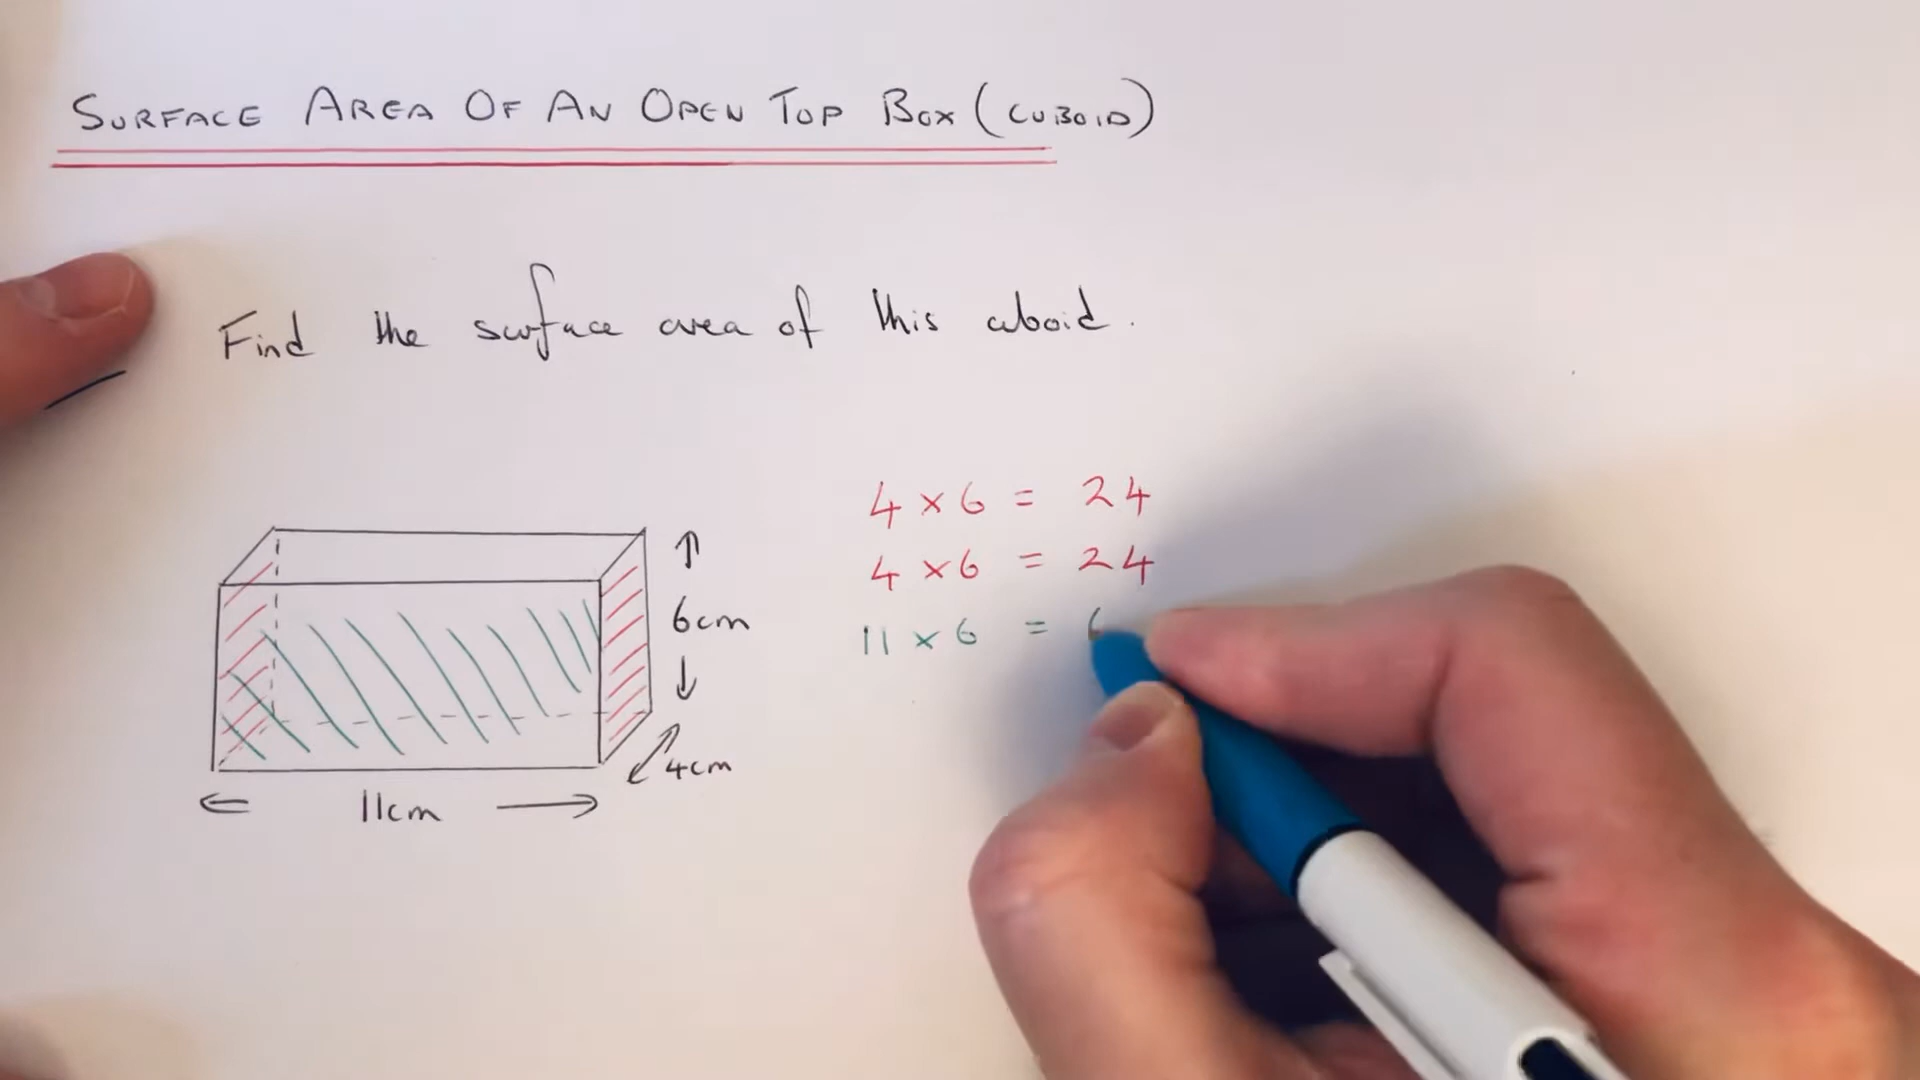 SURFACE AREA OF AN OPEN TOP BOX (CUBOID)
Find the surface area of this cuboid.
4 × 6 = 24
4 × 6 = 24
11 × 6 = 6
6cm
4cm
11cm